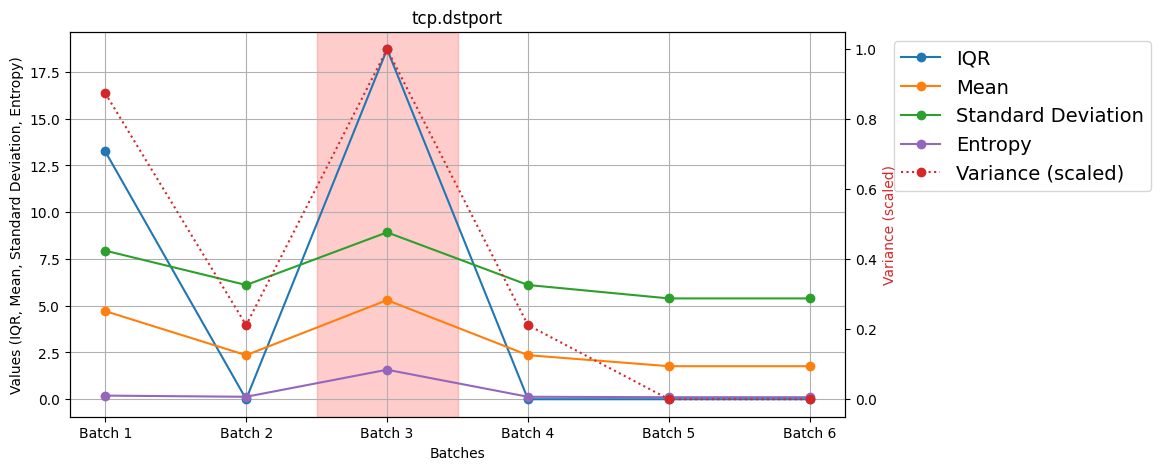 tcp.dstport
Values (IQR, Mean, Standard Deviation, Entropy)
17.5
15.0
12.5
10.0
7.5
5.0
2.5
0.0
Batch 1 Batch 2 Batch 3 Batch 4 Batch 5 Batch 6
Batches
1.0
0.8
0.6
0.4
0.2
0.0
Variance (scaled)
IQR
Mean
Standard Deviation
Entropy
Variance (scaled)